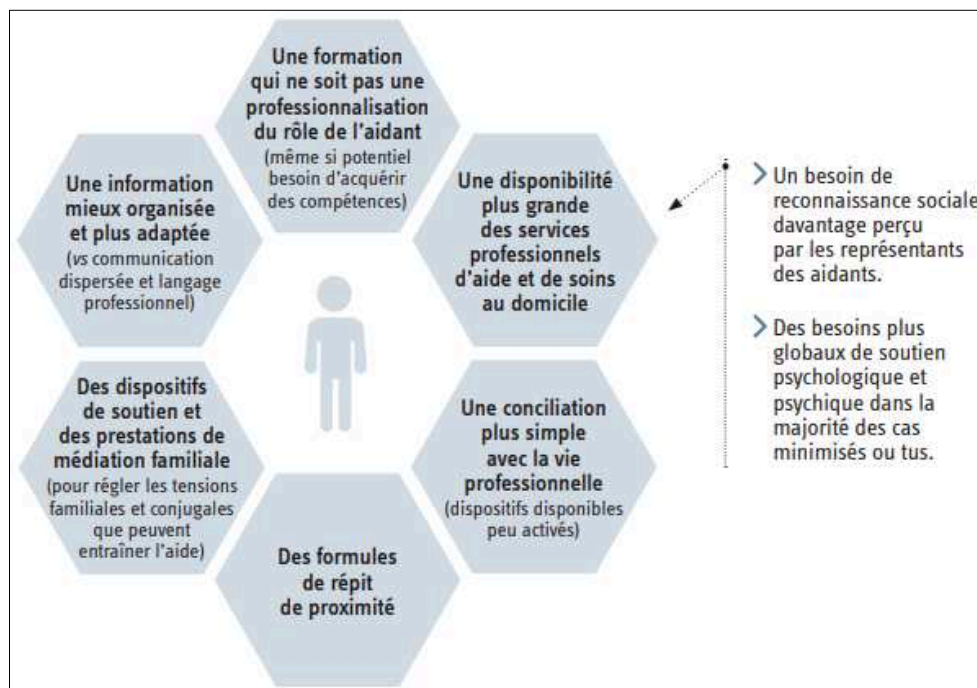 Une formation
qui ne soit pas une
professionnalisation
du rôle de l'aidant
(même si potentiel
besoin d'acquérir
des compétences)
Une information
mieux organisée
et plus adaptée
(vs communication
dispersée et langage
professionnel)
Une disponibilité
plus grande
des services
professionnels
d'aide et de soins
au domicile
Des dispositifs
de soutien et
des prestations de
médiation familiale
(pour régler les tensions
familiales et conjugales
que peuvent
entraîner l'aide)
Une conciliation
plus simple
avec la vie
professionnelle
(dispositifs disponibles
peu activés)
Des formules
de répit
de proximité
Un besoin de
reconnaissance sociale
davantage perçu
par les représentants
des aidants.
Des besoins plus
globaux de soutien
psychologique et
psychique dans la
majorité des cas
minimisés ou tus.